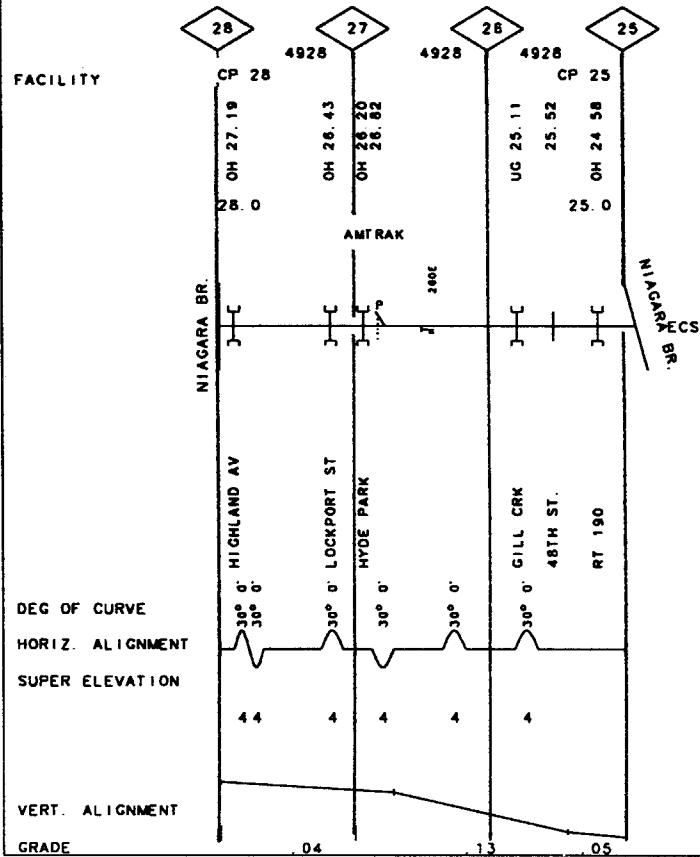 28 27 26 25
4928 4928 4928
FACILITY CP 28 CP 25
OH 27.19
OH 26.43
OH 26.20
26.82
UG 25.11
25.52
OH 24 58
28.0 25.0
AMTRAK
260E
P
NIAGARA BR.
NIAGARA BR.
ECS
HIGHLAND AV
LOCKPORT ST
HYDE PARK
GILL CRK
48TH ST.
RT 190
DEG OF CURVE 30° 0' 30° 0' 30° 0' 30° 0' 30° 0' 30° 0'
HORIZ. ALIGNMENT
SUPER ELEVATION
4 4 4 4 4 4
VERT. ALIGNMENT
GRADE .04 .13 .05